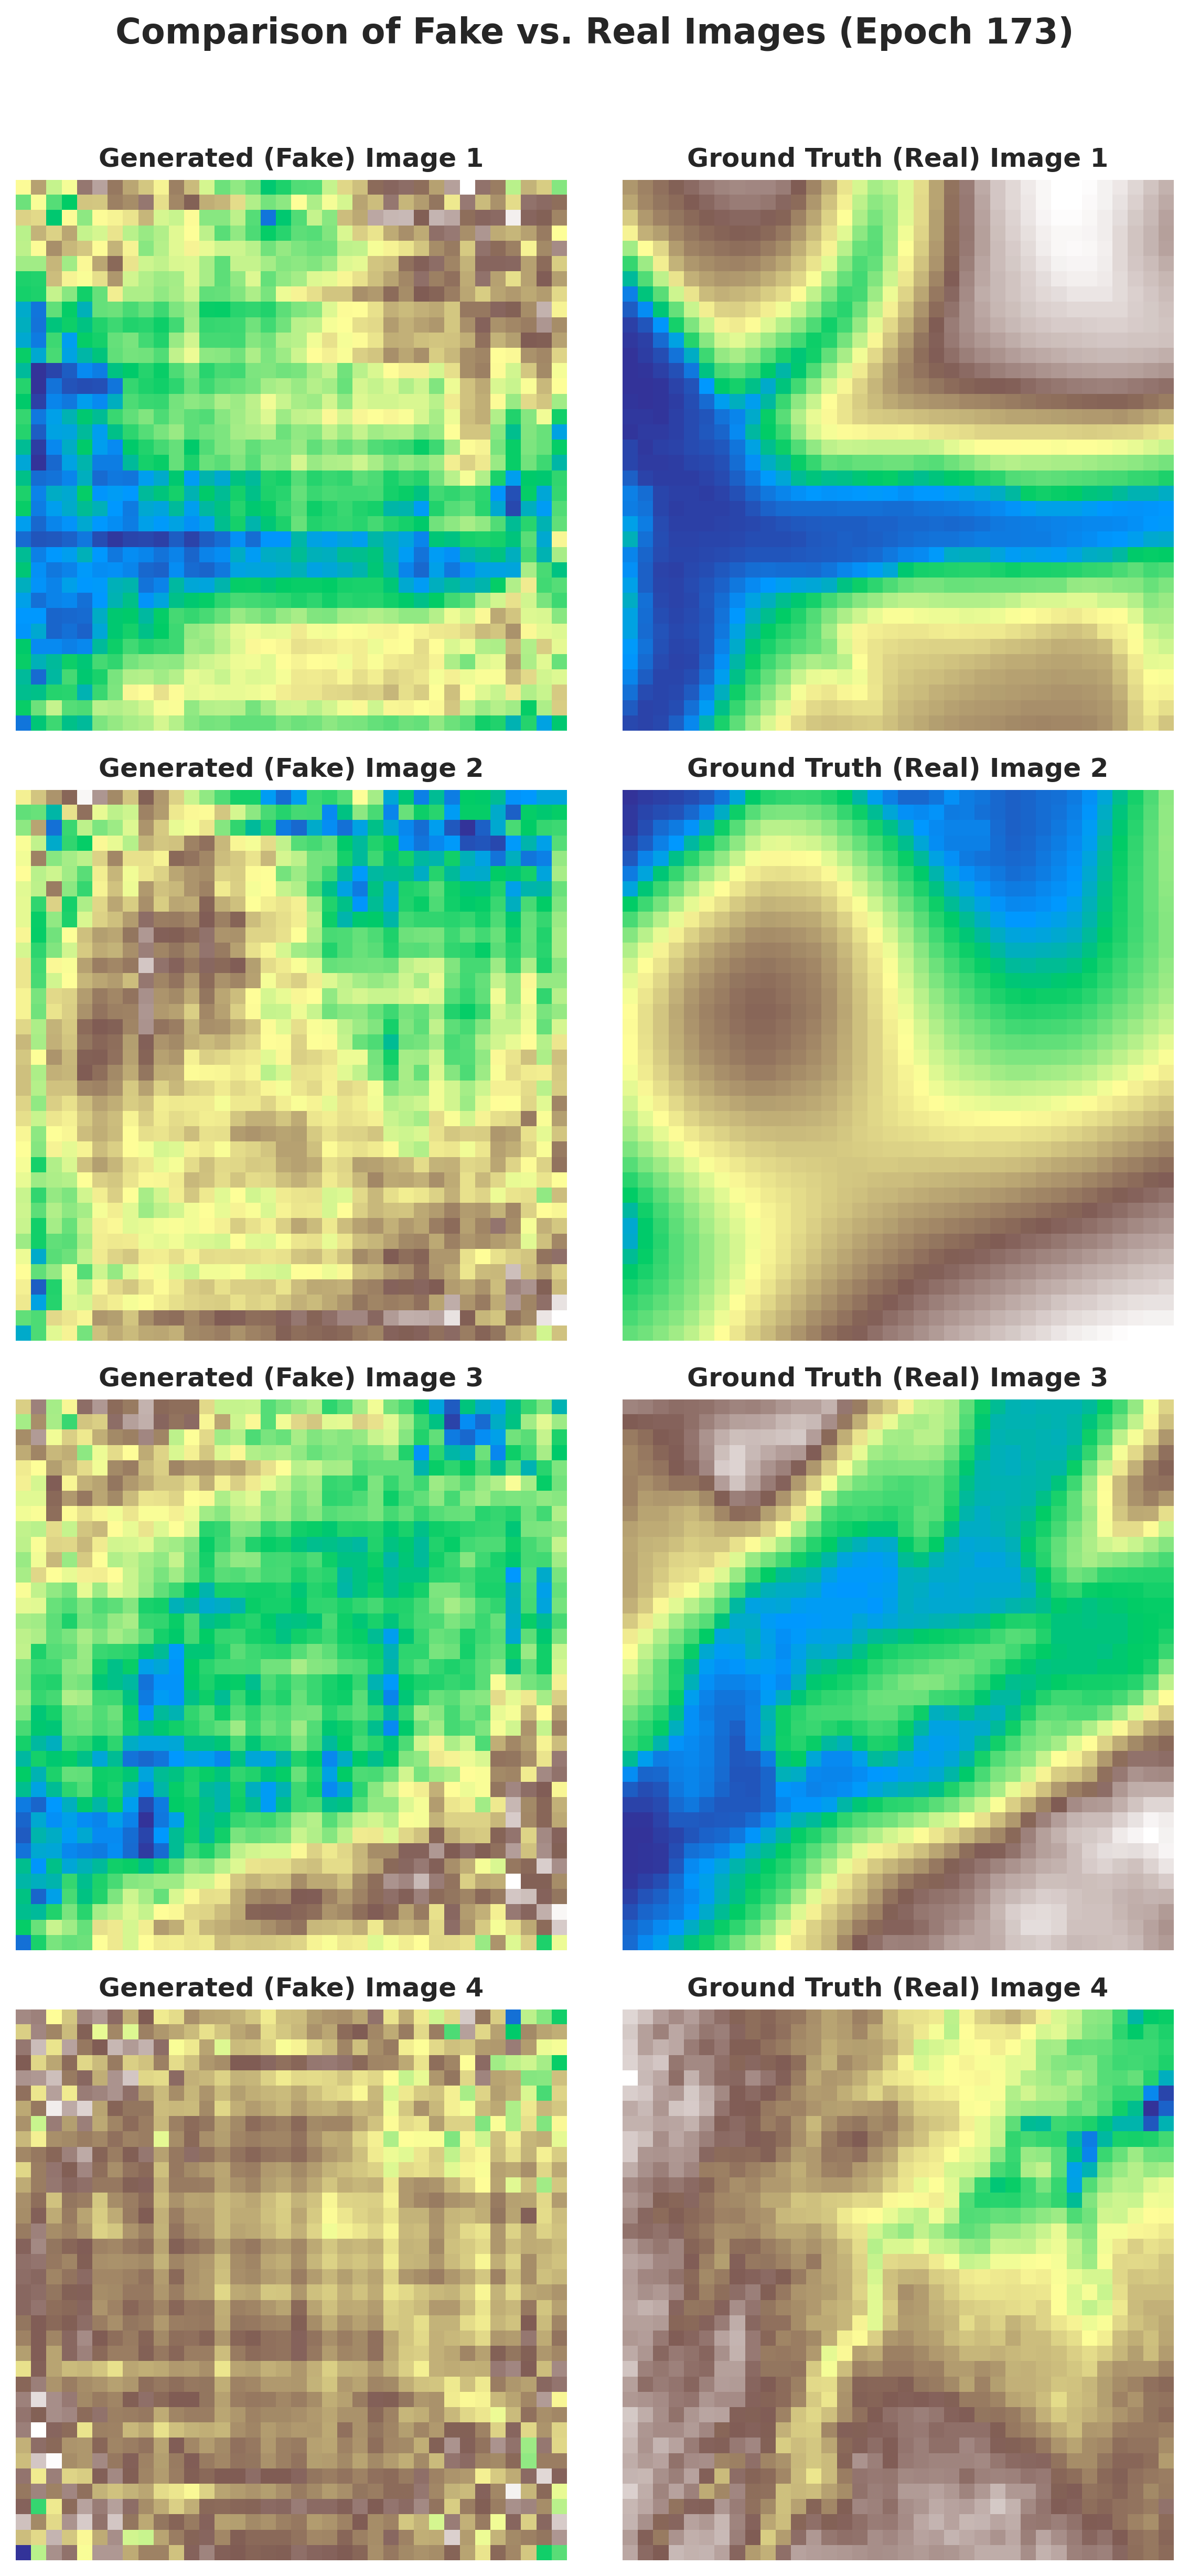 Comparison of Fake vs. Real Images (Epoch 173)
Generated (Fake) Image 1
Ground Truth (Real) Image 1
Generated (Fake) Image 2
Ground Truth (Real) Image 2
Generated (Fake) Image 3
Ground Truth (Real) Image 3
Generated (Fake) Image 4
Ground Truth (Real) Image 4